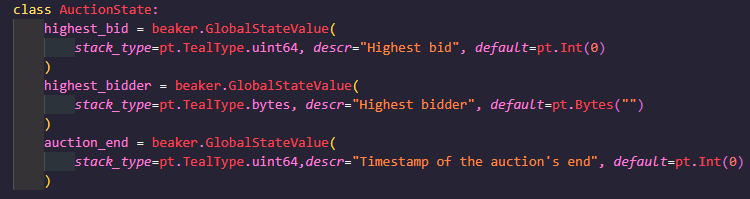 class AuctionState:
    highest_bid = beaker.GlobalStateValue(
        stack_type=pt.TealType.uint64, descr="Highest bid", default=pt.Int(0)
    )
    highest_bidder = beaker.GlobalStateValue(
        stack_type=pt.TealType.bytes, descr="Highest bidder", default=pt.Bytes("")
    )
    auction_end = beaker.GlobalStateValue(
        stack_type=pt.TealType.uint64,descr="Timestamp of the auction's end", default=pt.Int(0)
    )